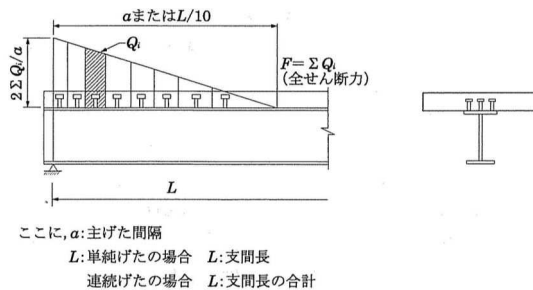 aまたはL/10
Qi
2ΣQi/a
F=ΣQi
(全せん断力)
L
ここに，a:主げた間隔
L:単純げたの場合　L:支間長
連続げたの場合　L:支間長の合計